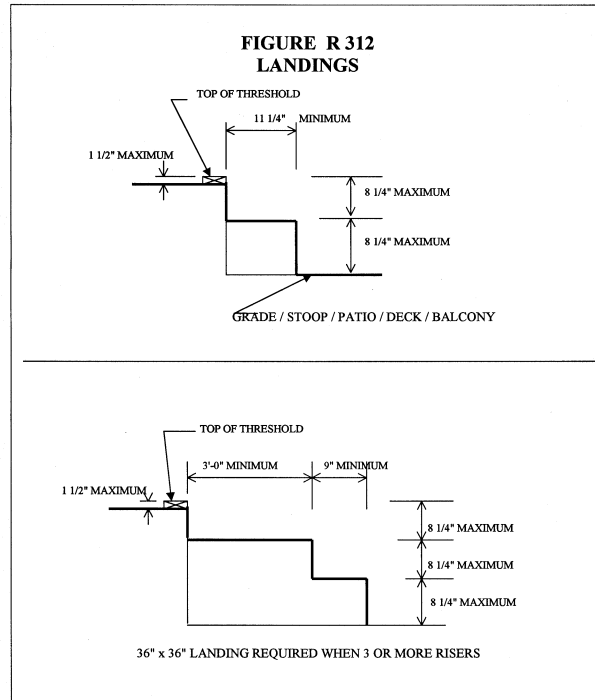 FIGURE R 312
LANDINGS
TOP OF THRESHOLD
11 1/4" MINIMUM
1 1/2" MAXIMUM
8 1/4" MAXIMUM
8 1/4" MAXIMUM
GRADE / STOOP / PATIO / DECK / BALCONY
TOP OF THRESHOLD
3'-0" MINIMUM
9" MINIMUM
1 1/2" MAXIMUM
8 1/4" MAXIMUM
8 1/4" MAXIMUM
8 1/4" MAXIMUM
36" x 36" LANDING REQUIRED WHEN 3 OR MORE RISERS